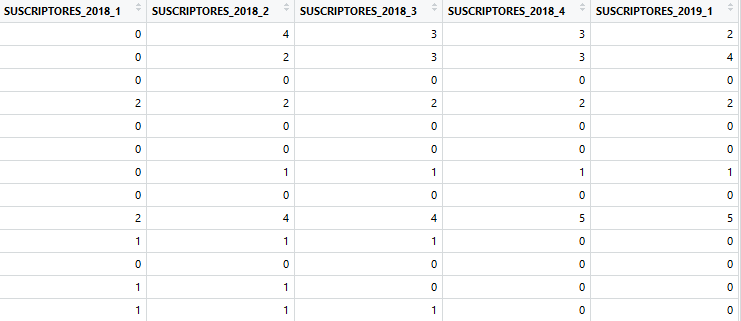 SUSCRIPTORES_2018_1 SUSCRIPTORES_2018_2 SUSCRIPTORES_2018_3 SUSCRIPTORES_2018_4 SUSCRIPTORES_2019_1
0 4 3 3 2
0 2 3 3 4
0 0 0 0 0
2 2 2 2 2
0 0 0 0 0
0 0 0 0 0
0 1 1 1 1
0 0 0 0 0
2 4 4 5 5
1 1 1 0 0
0 0 0 0 0
1 1 0 0 0
1 1 1 0 0